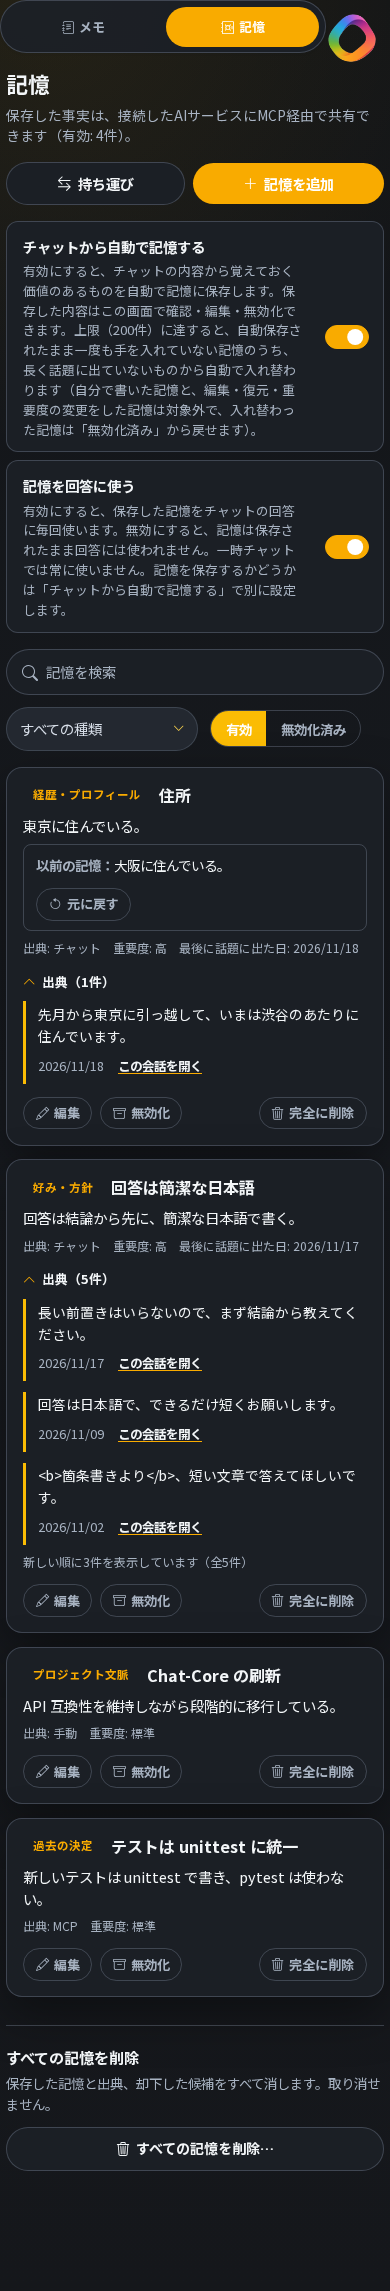 メモ
記憶
記憶
保存した事実は、接続したAIサービスにMCP経由で共有で
きます（有効: 4件）。
持ち運び
記憶を追加
チャットから自動で記憶する
有効にすると、チャットの内容から覚えておく
価値のあるものを自動で記憶に保存します。保
存した内容はこの画面で確認・編集・無効化で
きます。上限（200件）に達すると、自動保存さ
れたまま一度も手を入れていない記憶のうち、
長く話題に出ていないものから自動で入れ替わ
ります（自分で書いた記憶と、編集・復元・重
要度の変更をした記憶は対象外で、入れ替わっ
た記憶は「無効化済み」から戻せます）。
記憶を回答に使う
有効にすると、保存した記憶をチャットの回答
に毎回使います。無効にすると、記憶は保存さ
れたまま回答には使われません。一時チャット
では常に使いません。記憶を保存するかどうか
は「チャットから自動で記憶する」で別に設定
します。
記憶を検索
すべての種類
有効
無効化済み
経歴・プロフィール
住所
東京に住んでいる。
以前の記憶：大阪に住んでいる。
元に戻す
出典: チャット 重要度: 高 最後に話題に出た日: 2026/11/18
出典（1件）
先月から東京に引っ越して、いまは渋谷のあたりに
住んでいます。
2026/11/18 この会話を開く
編集
無効化
完全に削除
好み・方針
回答は簡潔な日本語
回答は結論から先に、簡潔な日本語で書く。
出典: チャット 重要度: 高 最後に話題に出た日: 2026/11/17
出典（5件）
長い前置きはいらないので、まず結論から教えてく
ださい。
2026/11/17 この会話を開く
回答は日本語で、できるだけ短くお願いします。
2026/11/09 この会話を開く
<b>箇条書きより</b>、短い文章で答えてほしいで
す。
2026/11/02 この会話を開く
新しい順に3件を表示しています（全5件）
編集
無効化
完全に削除
プロジェクト文脈
Chat-Core の刷新
API 互換性を維持しながら段階的に移行している。
出典: 手動 重要度: 標準
編集
無効化
完全に削除
過去の決定
テストは unittest に統一
新しいテストは unittest で書き、pytest は使わな
い。
出典: MCP 重要度: 標準
編集
無効化
完全に削除
すべての記憶を削除
保存した記憶と出典、却下した候補をすべて消します。取り消せ
ません。
すべての記憶を削除…